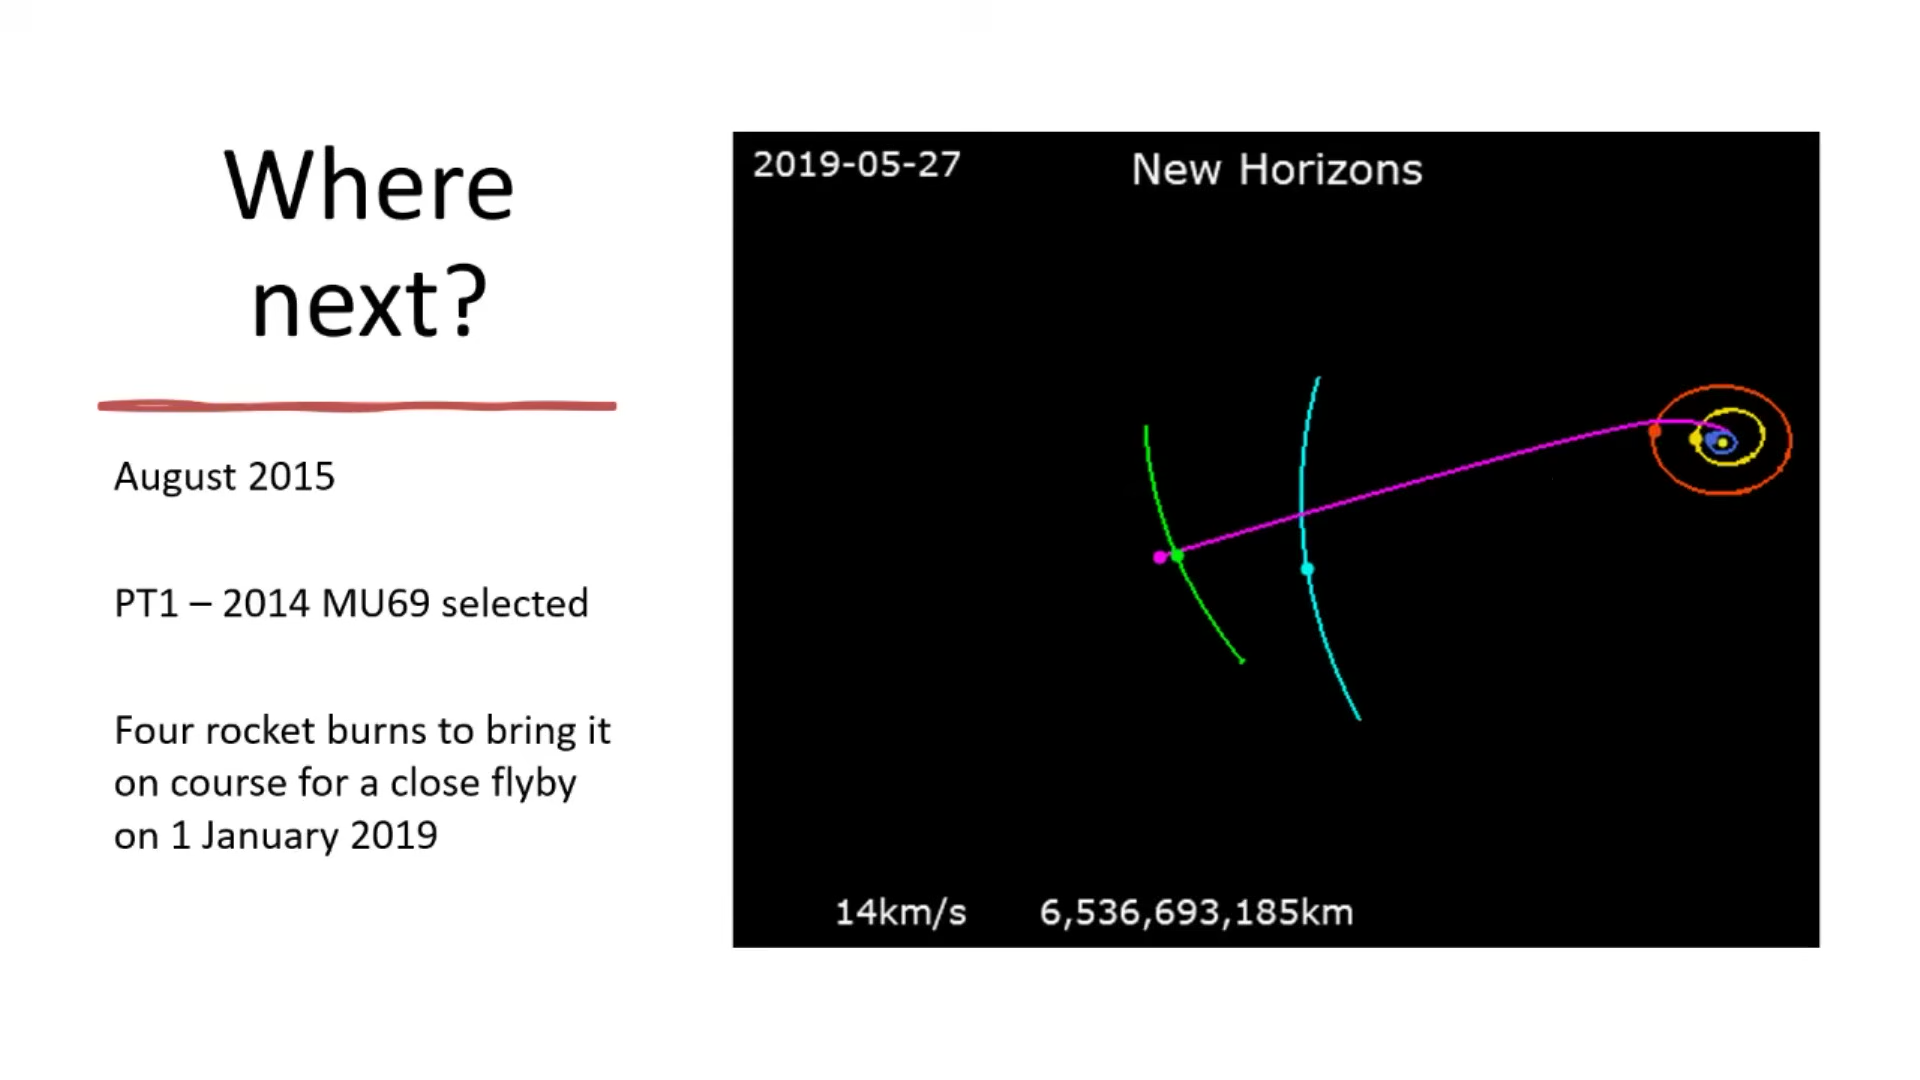 Where
next?
August 2015
PT1 – 2014 MU69 selected
Four rocket burns to bring it
on course for a close flyby
on 1 January 2019
2019-05-27
New Horizons
14km/s
6,536,693,185km